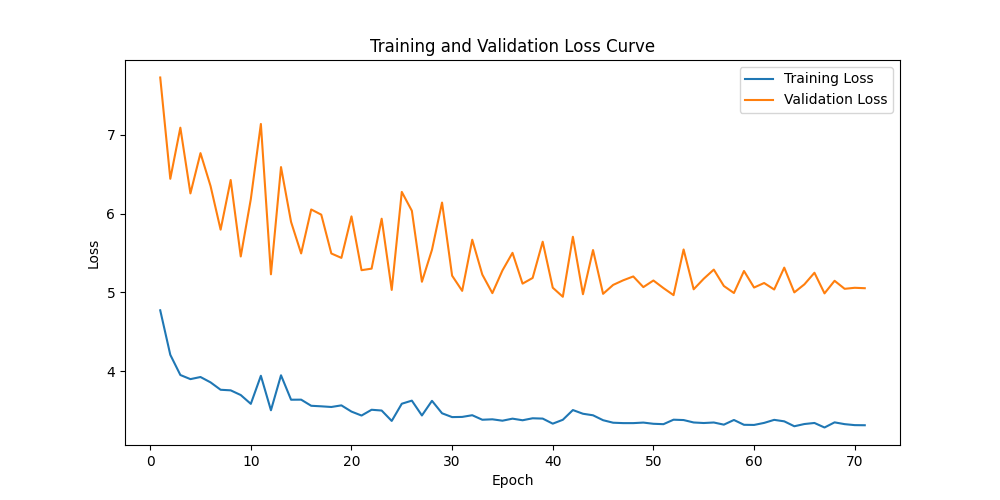 Training and Validation Loss Curve
Training Loss
Validation Loss
7
6
5
4
Loss
0 10 20 30 40 50 60 70
Epoch